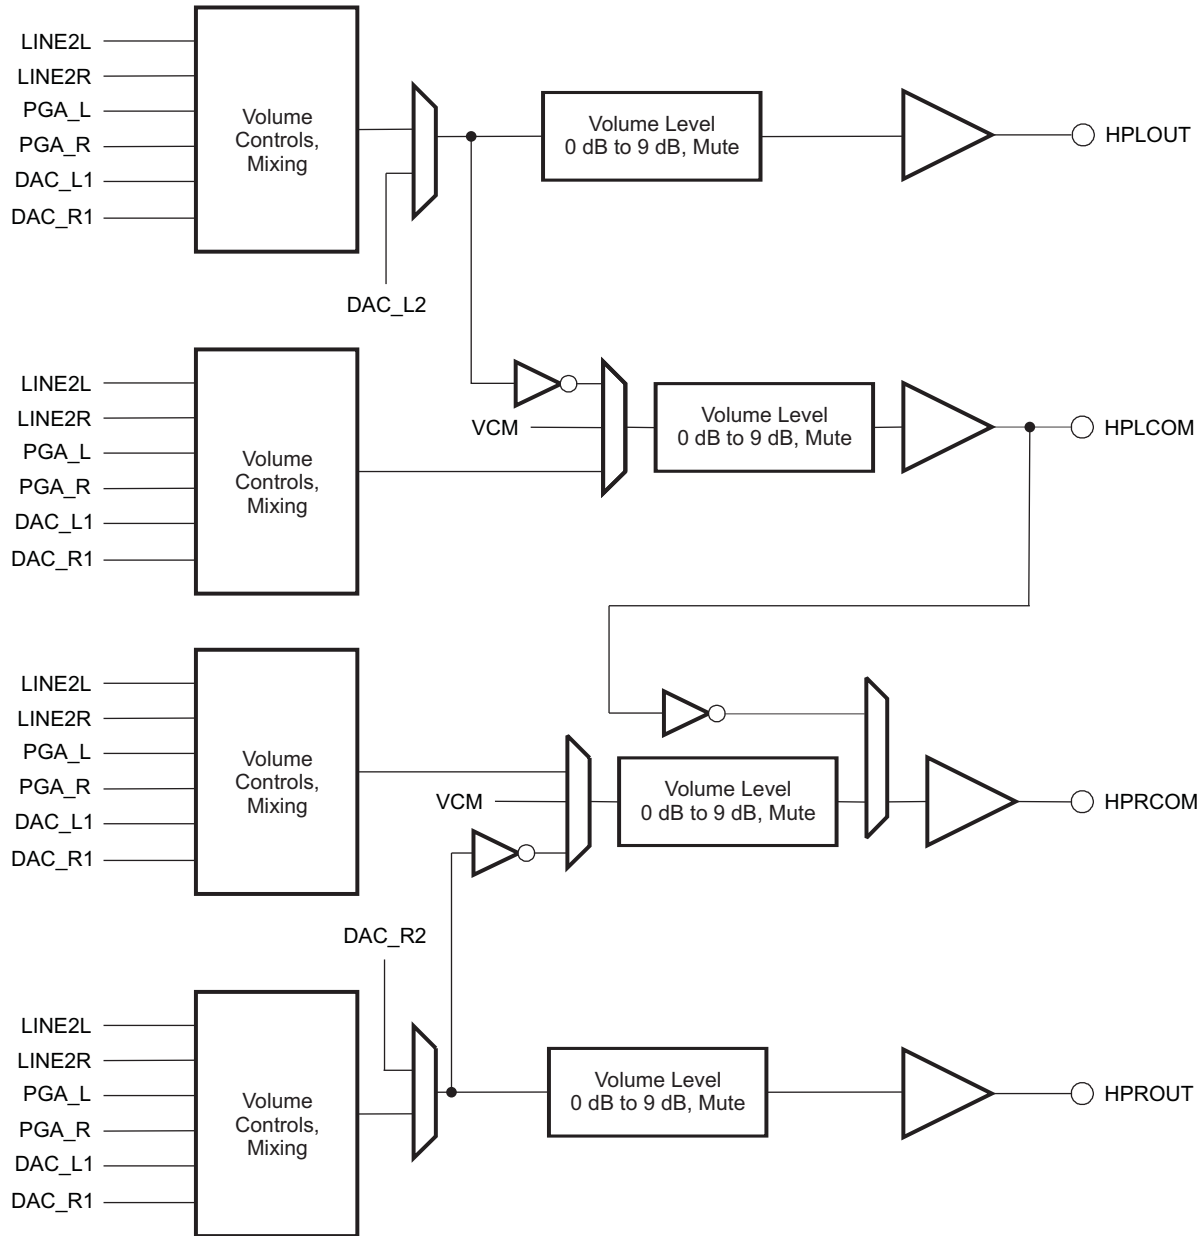 LINE2L
LINE2R
PGA_L
PGA_R
DAC_L1
DAC_R1
Volume
Controls,
Mixing
DAC_L2
Volume Level
0 dB to 9 dB, Mute
HPLOUT
LINE2L
LINE2R
PGA_L
PGA_R
DAC_L1
DAC_R1
Volume
Controls,
Mixing
VCM
Volume Level
0 dB to 9 dB, Mute
HPLCOM
LINE2L
LINE2R
PGA_L
PGA_R
DAC_L1
DAC_R1
Volume
Controls,
Mixing
VCM
Volume Level
0 dB to 9 dB, Mute
HPRCOM
DAC_R2
LINE2L
LINE2R
PGA_L
PGA_R
DAC_L1
DAC_R1
Volume
Controls,
Mixing
Volume Level
0 dB to 9 dB, Mute
HPROUT